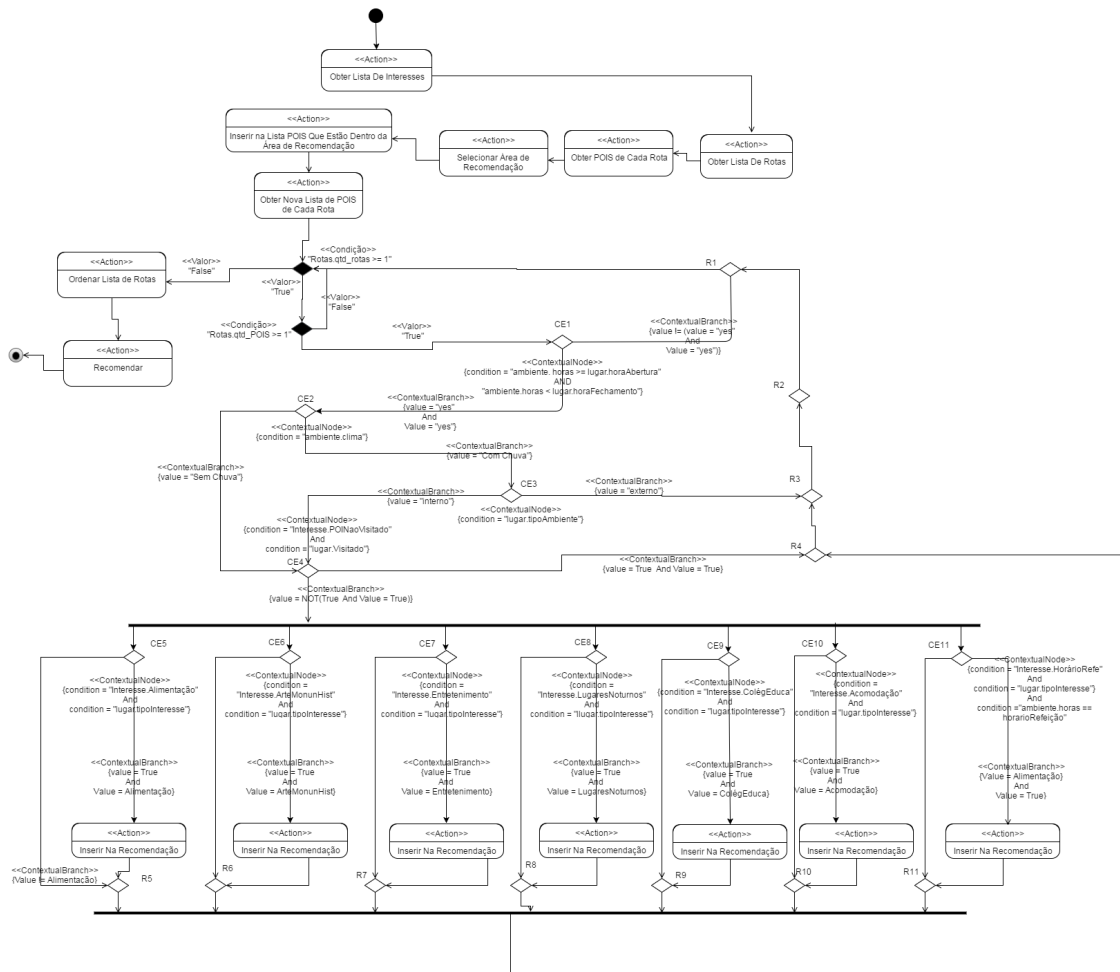 <<Action>>
Obter Lista De Interesses
<<Action>>
Inserir na Lista POIS Que Estão Dentro da
Área de Recomendação
<<Action>>
Selecionar Área de
Recomendação
<<Action>>
Obter POIS de Cada Rota
<<Action>>
Obter Lista De Rotas
<<Action>>
Obter Nova Lista de POIS
de Cada Rota
<<Condição>>
"Rotas.qtd_rotas >= 1"
<<Valor>>
"False"
<<Action>>
Ordenar Lista de Rotas
<<Valor>>
"True"
<<Valor>>
"False"
R1
<<Condição>>
"Rotas.qtd_POIS >= 1"
<<Valor>>
"True"
CE1
<<ContextualBranch>>
{value != (value = "yes"
And
Value = "yes")}
<<Action>>
Recomendar
<<ContextualNode>>
{condition = "ambiente. horas >= lugar.horaAbertura"
AND
"ambiente.horas < lugar.horaFechamento"}
R2
CE2
<<ContextualBranch>>
{value = "yes"
And
Value = "yes"}
<<ContextualNode>>
{condition = "ambiente.clima"}
<<ContextualBranch>>
{value = "Sem Chuva"}
<<ContextualBranch>>
{value = "Com Chuva"}
CE3
R3
<<ContextualBranch>>
{value = "interno"}
<<ContextualBranch>>
{value = "externo"}
<<ContextualNode>>
{condition = "lugar.tipoAmbiente"}
<<ContextualNode>>
{condition = "Interesse.POINaoVisitado"
And
condition = "lugar.Visitado"}
CE4
R4
<<ContextualBranch>>
{value = True And Value = True)}
<<ContextualBranch>>
{value = NOT(True And Value = True)}
CE5
CE6
CE7
CE8
CE9
CE10
CE11
<<ContextualNode>>
{condition = "Interesse.Alimentação"
And
condition = "lugar.tipoInteresse"}
<<ContextualNode>>
{condition =
"Interesse.ArteMonunHist"
And
condition = "lugar.tipoInteresse"}
<<ContextualNode>>
{condition =
"Interesse.Entretenimento"
And
condition = "lugar.tipoInteresse"}
<<ContextualNode>>
{condition =
"Interesse.LugaresNoturnos"
And
condition = "lugar.tipoInteresse"}
<<ContextualNode>>
{condition = "Interesse.ColégEduca"
And
condition = "lugar.tipoInteresse"}
<<ContextualNode>>
{condition =
"Interesse.Acomodação"
And
condition = "lugar.tipoInteresse"}
<<ContextualNode>>
{condition = "Interesse.HorárioRefe"
And
condition = "lugar.tipoInteresse"}
And
condition ="ambiente.horas ==
horarioRefeição"
<<ContextualBranch>>
{value = True
And
Value = Alimentação}
<<ContextualBranch>>
{value = True
And
Value = ArteMonunHist}
<<ContextualBranch>>
{value = True
And
Value = Entretenimento}
<<ContextualBranch>>
{value = True
And
Value = LugaresNoturnos}
<<ContextualBranch>>
{value = True
And
Value = ColégEduca}
<<ContextualBranch>>
{value = True
And
Value = Acomodação}
<<ContextualBranch>>
{Value = Alimentação
And
Value = True}
<<Action>>
Inserir Na Recomendação
<<Action>>
Inserir Na Recomendação
<<Action>>
Inserir Na Recomendação
<<Action>>
Inserir Na Recomendação
<<Action>>
Inserir Na Recomendação
<<Action>>
Inserir Na Recomendação
<<Action>>
Inserir Na Recomendação
<<ContextualBranch>>
{Value != Alimentação}
R5
R6
R7
R8
R9
R10
R11